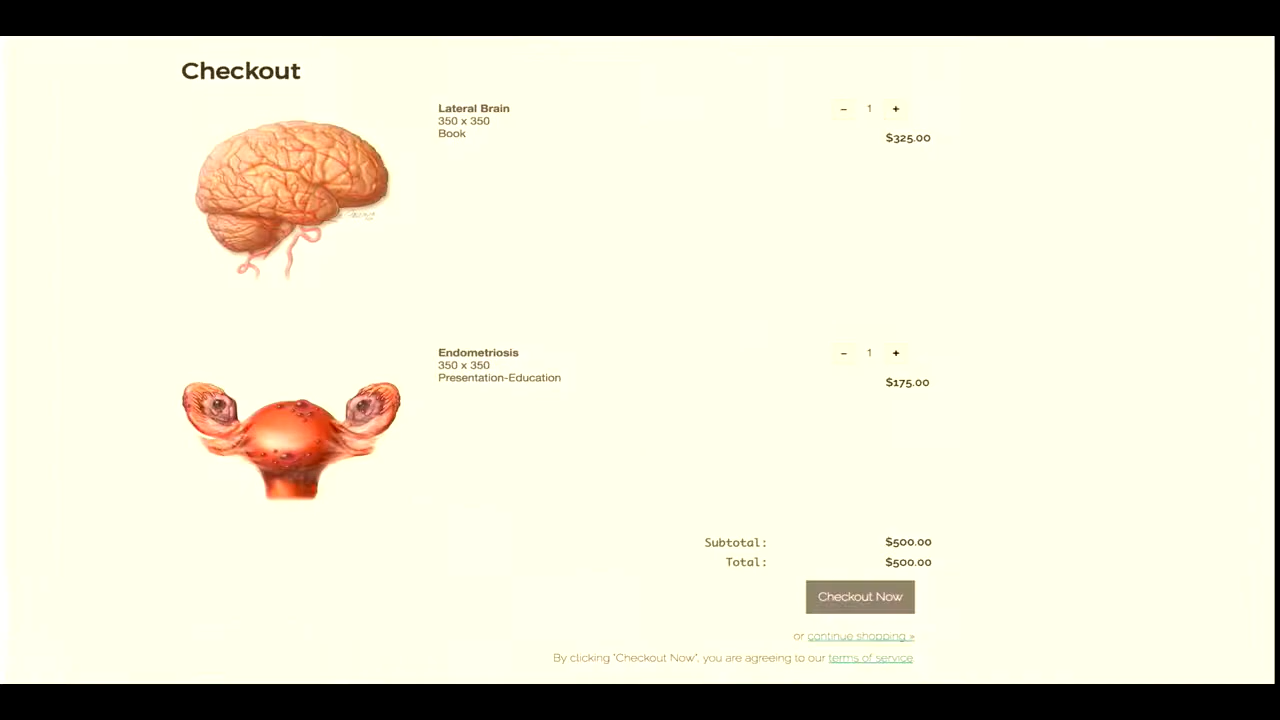 Checkout
Lateral Brain
350 x 350
Book
– 1 +
$325.00
Endometriosis
350 x 350
Presentation-Education
– 1 +
$175.00
Subtotal: $500.00
Total: $500.00
Checkout Now
or continue shopping »
By clicking "Checkout Now", you are agreeing to our terms of service